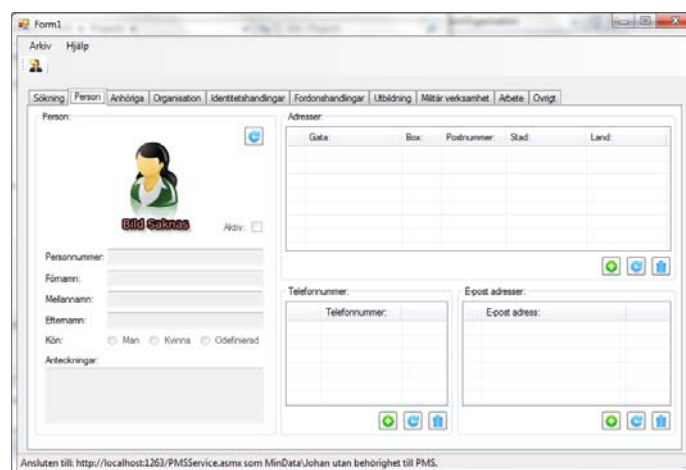 Form1
Arkiv Hjälp
Sökning Person Anhöriga Organisation Identitetshandlingar Fordonshandlingar Utbildning Militär verksamhet Arbete Övrigt
Person:
Bild Saknas
Aktiv:
Personnummer:
Förnamn:
Mellannamn:
Efternamn:
Kön: Man Kvinna Odefinierad
Anteckningar:
Adresser:
Gata: Box: Postnummer: Stad: Land:
Telefonnummer:
Telefonnummer:
E-post adresser:
E-post adress:
Ansluten till: http://localhost:1263/PMSService.asmx som MinData\Johan utan behörighet till PMS.